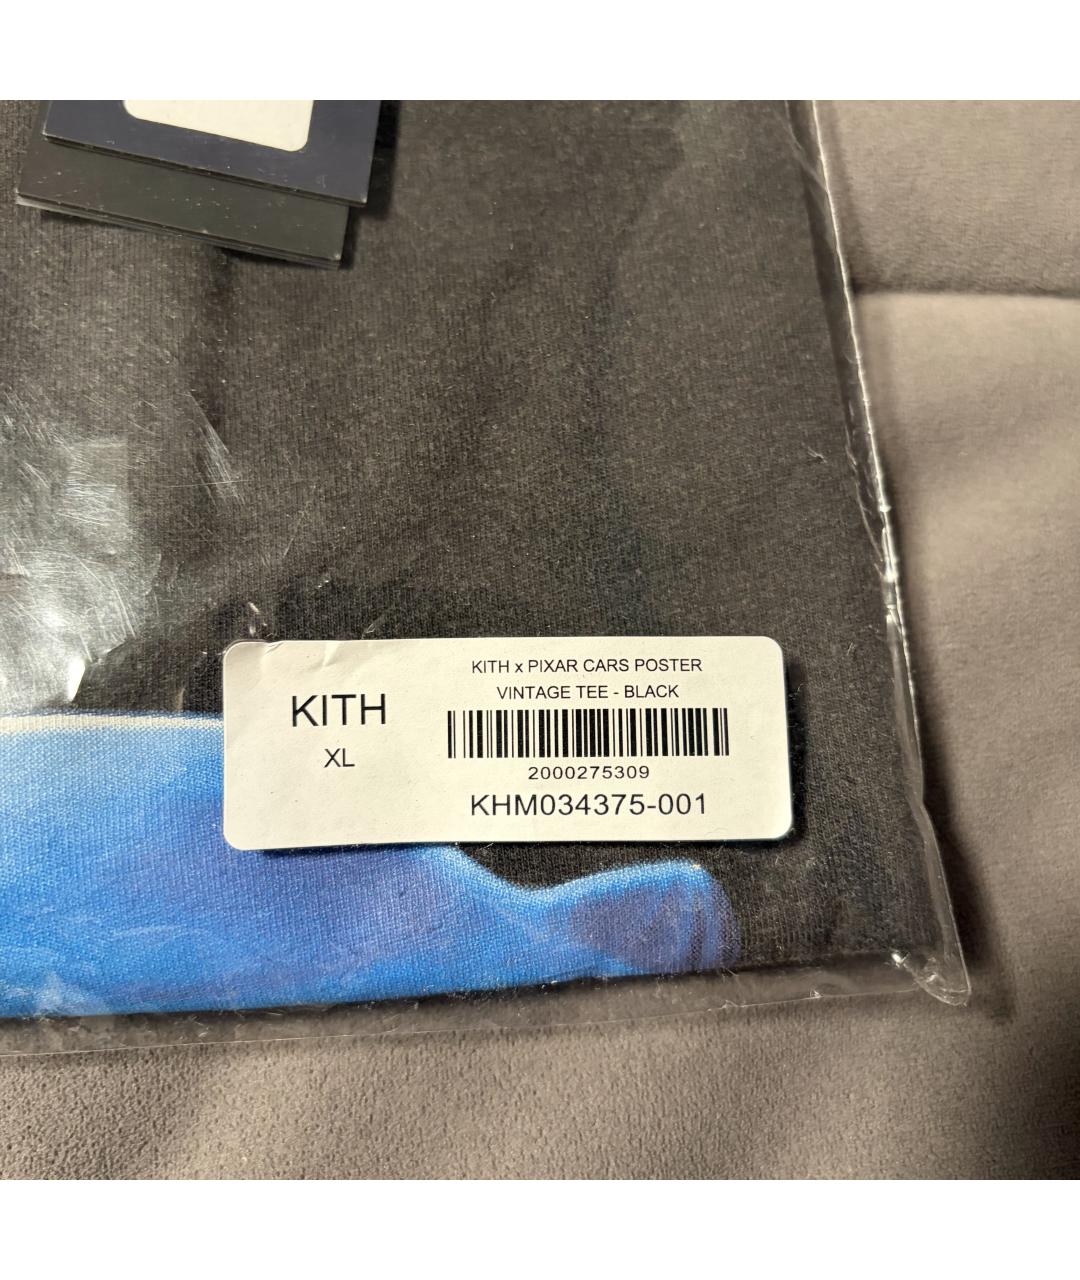 KITH
XL
KITH x PIXAR CARS POSTER
VINTAGE TEE - BLACK
2000275309
KHM034375-001